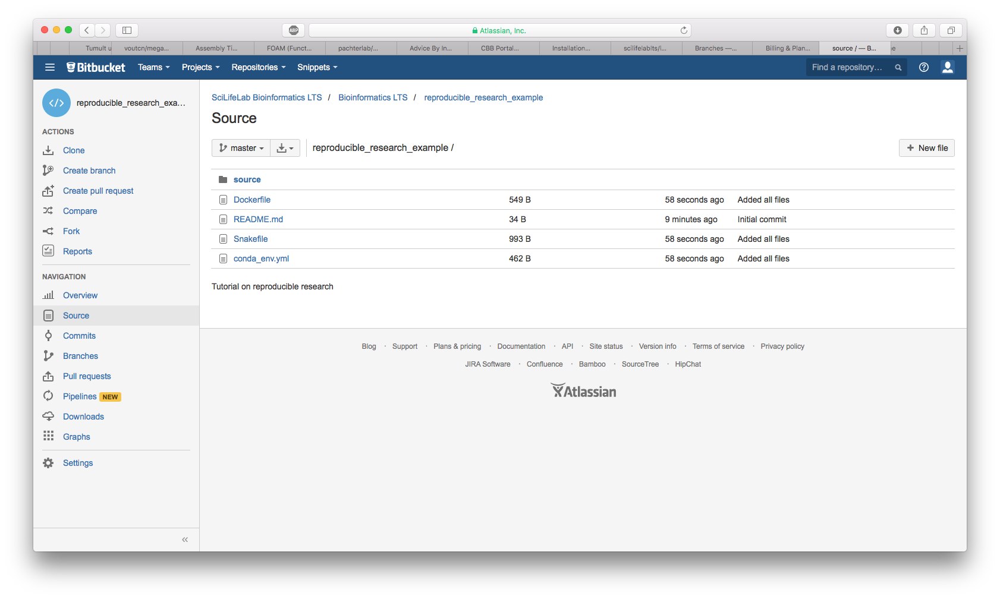 ABP
Atlassian, Inc.
Tumult u
voutcn/mega...
Assembly Ti...
FOAM (Funct...
pachterlab/...
Advice By In...
CBB Portal...
Installation...
scilifelablts/l...
Branches —...
Billing & Plan...
source / — B...
Bitbucket
Teams
Projects
Repositories
Snippets
Find a repository...
</> reproducible_research_exa...
ACTIONS
Clone
Create branch
Create pull request
Compare
Fork
Reports
NAVIGATION
Overview
Source
Commits
Branches
Pull requests
Pipelines NEW
Downloads
Graphs
Settings
«
SciLifeLab Bioinformatics LTS / Bioinformatics LTS / reproducible_research_example
Source
master
reproducible_research_example /
+ New file
source
Dockerfile 549 B 58 seconds ago Added all files
README.md 34 B 9 minutes ago Initial commit
Snakefile 993 B 58 seconds ago Added all files
conda_env.yml 462 B 58 seconds ago Added all files
Tutorial on reproducible research
Blog · Support · Plans & pricing · Documentation · API · Site status · Version info · Terms of service · Privacy policy
JIRA Software · Confluence · Bamboo · SourceTree · HipChat
Atlassian